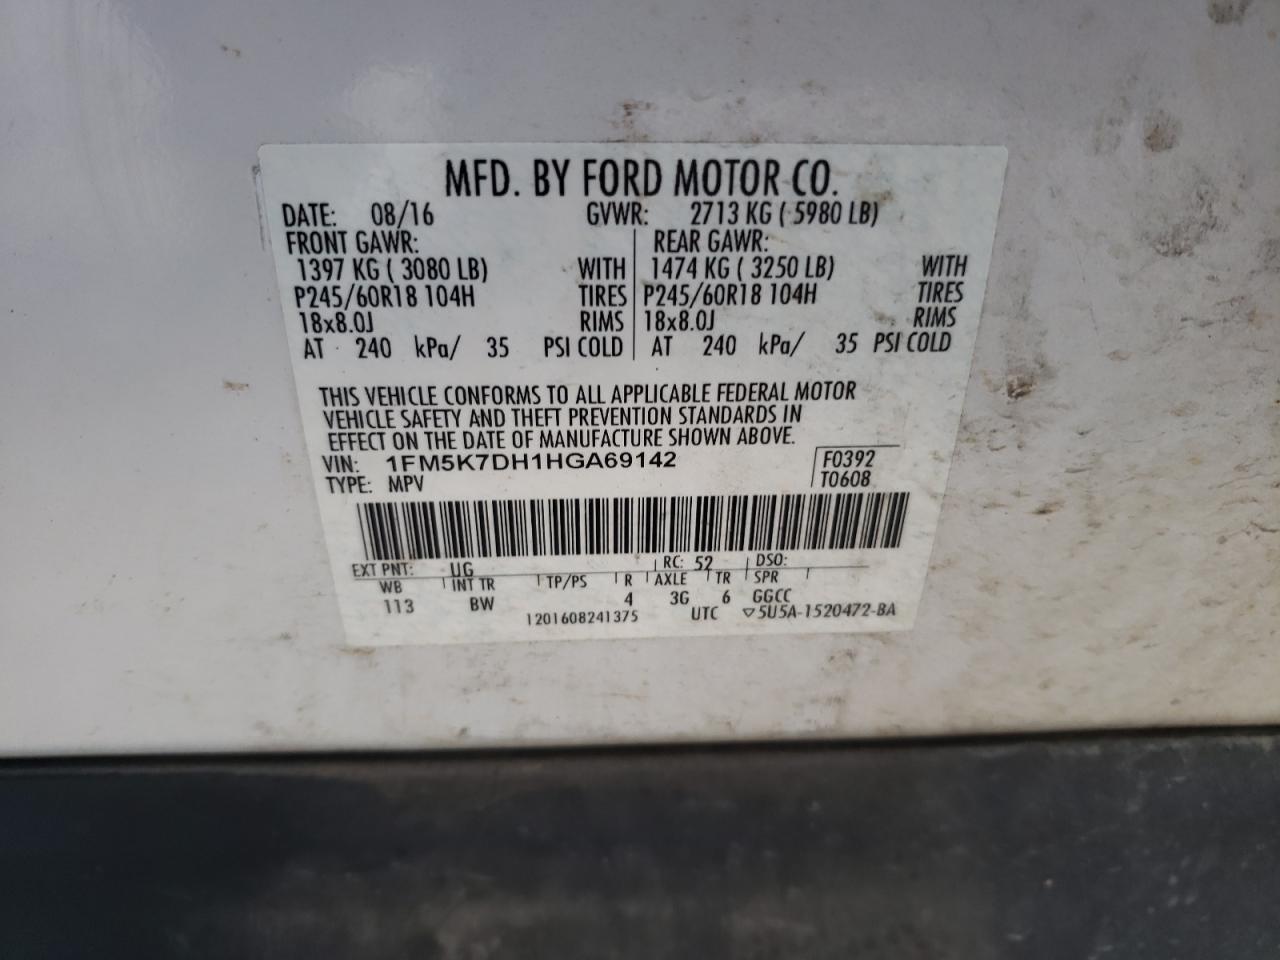 MFD. BY FORD MOTOR CO.
DATE: 08/16 GVWR: 2713 KG ( 5980 LB)
FRONT GAWR: REAR GAWR:
1397 KG ( 3080 LB) WITH 1474 KG ( 3250 LB) WITH
P245/60R18 104H TIRES P245/60R18 104H TIRES
18x8.0J RIMS 18x8.0J RIMS
AT 240 kPa/ 35 PSI COLD AT 240 kPa/ 35 PSI COLD
THIS VEHICLE CONFORMS TO ALL APPLICABLE FEDERAL MOTOR
VEHICLE SAFETY AND THEFT PREVENTION STANDARDS IN
EFFECT ON THE DATE OF MANUFACTURE SHOWN ABOVE.
VIN: 1FM5K7DH1HGA69142 F0392
TYPE: MPV T0608
EXT PNT: UG RC: 52 DSO:
WB INT TR TP/PS R AXLE TR SPR
113 BW 4 3G 6 GGCC
1201608241375 UTC ▽5U5A-1520472-BA